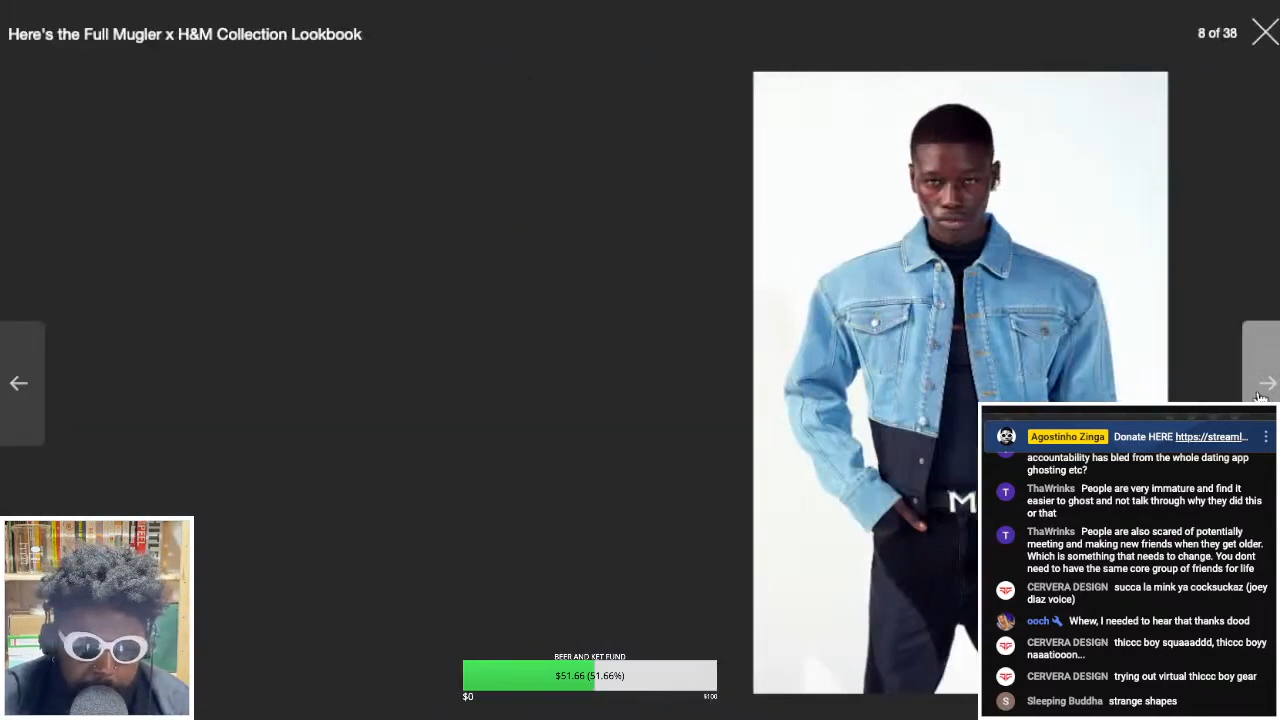 Here's the Full Mugler x H&M Collection Lookbook
8 of 38
M
Agostinho Zinga Donate HERE https://streaml...
accountability has bled from the whole dating app
ghosting etc?
T ThaWrinks People are very immature and find it
easier to ghost and not talk through why they did this
or that
T ThaWrinks People are also scared of potentially
meeting and making new friends when they get older.
Which is something that needs to change. You dont
need to have the same core group of friends for life
CERVERA DESIGN succa la mink ya cocksuckaz (joey
diaz voice)
ooch Whew, I needed to hear that thanks dood
CERVERA DESIGN thiccc boy squaaaddd, thiccc boyy
naaatiooon...
CERVERA DESIGN trying out virtual thiccc boy gear
S Sleeping Buddha strange shapes
BEER AND KFT FUND
$51.66 (51.66%)
$0
$100